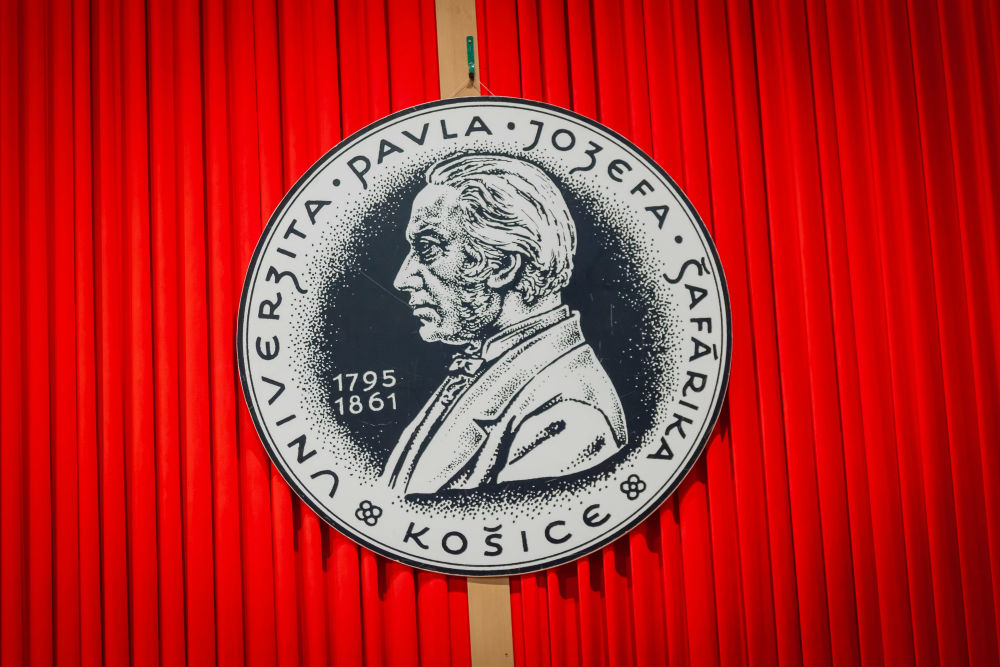 UNIVERZITA · PAVLA · JOZEFA · ŠAFÁRIKA
KOŠICE
1795
1861